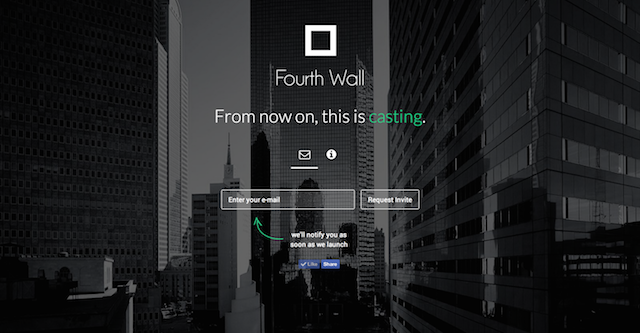 Fourth Wall
From now on, this is casting.
Enter your e-mail
Request Invite
we'll notify you as
soon as we launch
Like Share